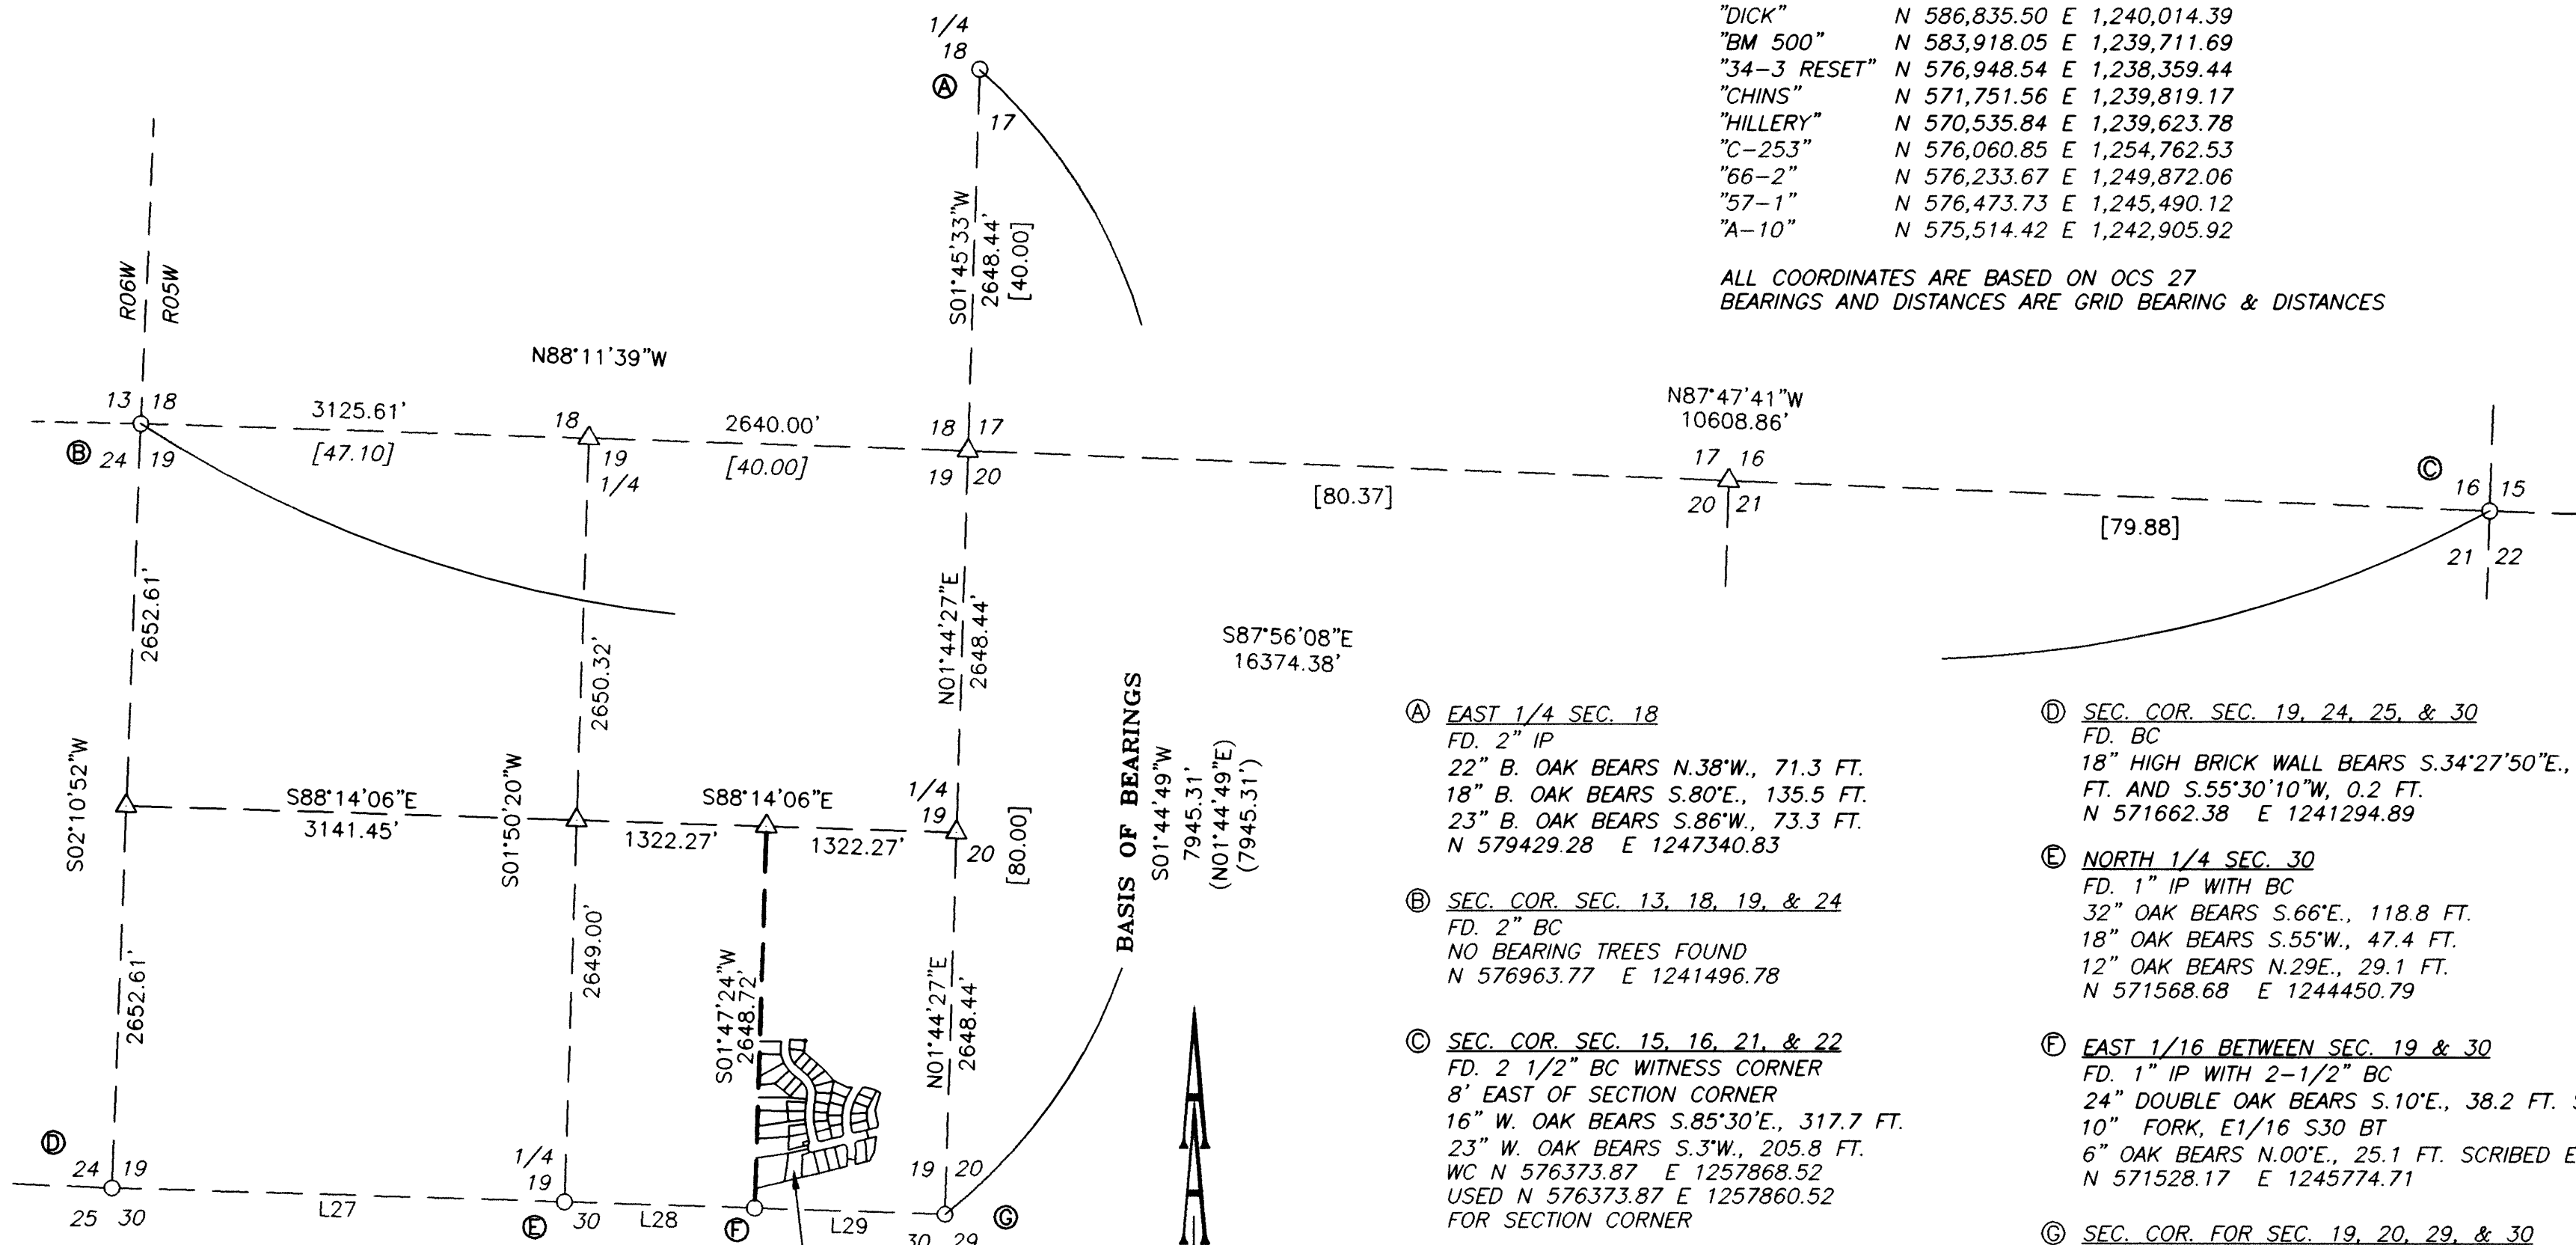 "DICK" N 586,835.50 E 1,240,014.39
"BM 500" N 583,918.05 E 1,239,711.69
"34-3 RESET" N 576,948.54 E 1,238,359.44
"CHINS" N 571,751.56 E 1,239,819.17
"HILLERY" N 570,535.84 E 1,239,623.78
"C-253" N 576,060.85 E 1,254,762.53
"66-2" N 576,233.67 E 1,249,872.06
"57-1" N 576,473.73 E 1,245,490.12
"A-10" N 575,514.42 E 1,242,905.92
ALL COORDINATES ARE BASED ON OCS 27
BEARINGS AND DISTANCES ARE GRID BEARING & DISTANCES
1/4
18
A
17
S01°45'33"W
2648.44'
[40.00]
R06W
R05W
N88°11'39"W
13 18
3125.61'
18
2640.00'
18 17
N87°47'41"W
10608.86'
17 16
C
16 15
B
24 19
[47.10]
19
1/4
[40.00]
19 20
[80.37]
20 21
[79.88]
21 22
2652.61'
2650.32'
N01°44'27"E
2648.44'
S87°56'08"E
16374.38'
S02°10'52"W
S88°14'06"E
3141.45'
S01°50'20"W
S88°14'06"E
1322.27'
1322.27'
1/4
19
20
[80.00]
BASIS OF BEARINGS
S01°44'49"W
7945.31'
(N01°44'49"E)
(7945.31')
2652.61'
2649.00'
S01°47'24"W
2648.72'
N01°44'27"E
2648.44'
D
24 19
25 30
L27
1/4
19
E
30
L28
F
L29
19 20
30 29
G
A EAST 1/4 SEC. 18
FD. 2" IP
22" B. OAK BEARS N.38°W., 71.3 FT.
18" B. OAK BEARS S.80°E., 135.5 FT.
23" B. OAK BEARS S.86°W., 73.3 FT.
N 579429.28 E 1247340.83
B SEC. COR. SEC. 13, 18, 19, & 24
FD. 2" BC
NO BEARING TREES FOUND
N 576963.77 E 1241496.78
C SEC. COR. SEC. 15, 16, 21, & 22
FD. 2 1/2" BC WITNESS CORNER
8' EAST OF SECTION CORNER
16" W. OAK BEARS S.85°30'E., 317.7 FT.
23" W. OAK BEARS S.3°W., 205.8 FT.
WC N 576373.87 E 1257868.52
USED N 576373.87 E 1257860.52
FOR SECTION CORNER
D SEC. COR. SEC. 19, 24, 25, & 30
FD. BC
18" HIGH BRICK WALL BEARS S.34°27'50"E.,
FT. AND S.55°30'10"W, 0.2 FT.
N 571662.38 E 1241294.89
E NORTH 1/4 SEC. 30
FD. 1" IP WITH BC
32" OAK BEARS S.66°E., 118.8 FT.
18" OAK BEARS S.55°W., 47.4 FT.
12" OAK BEARS N.29E., 29.1 FT.
N 571568.68 E 1244450.79
F EAST 1/16 BETWEEN SEC. 19 & 30
FD. 1" IP WITH 2-1/2" BC
24" DOUBLE OAK BEARS S.10°E., 38.2 FT.
10" FORK, E1/16 S30 BT
6" OAK BEARS N.00°E., 25.1 FT. SCRIBED
N 571528.17 E 1245774.71
G SEC. COR. FOR SEC. 19, 20, 29, & 30